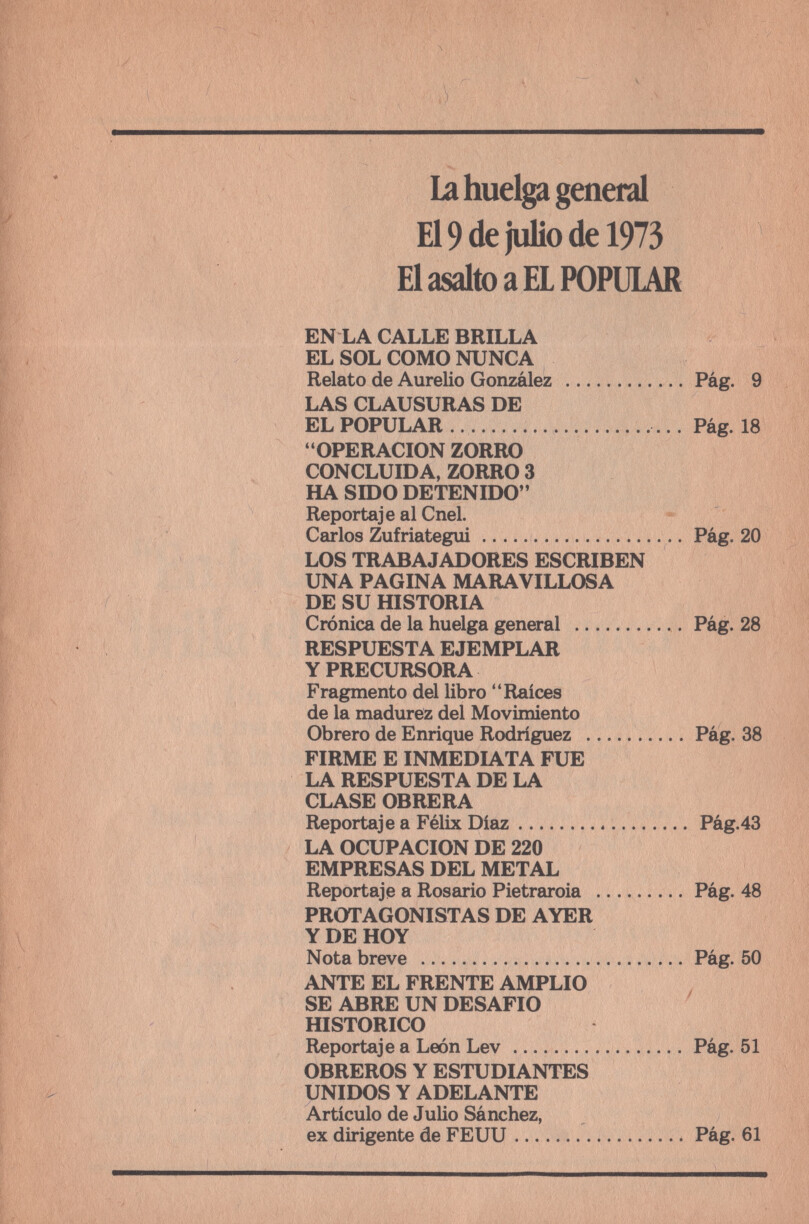 La huelga general
El 9 de julio de 1973
El asalto a EL POPULAR
EN LA CALLE BRILLA
EL SOL COMO NUNCA
Relato de Aurelio González ............ Pág. 9
LAS CLAUSURAS DE
EL POPULAR ....................... Pág. 18
“OPERACION ZORRO
CONCLUIDA, ZORRO 3
HA SIDO DETENIDO”
Reportaje al Cnel.
Carlos Zufriategui .................... Pág. 20
LOS TRABAJADORES ESCRIBEN
UNA PAGINA MARAVILLOSA
DE SU HISTORIA
Crónica de la huelga general ........... Pág. 28
RESPUESTA EJEMPLAR
Y PRECURSORA
Fragmento del libro “Raíces
de la madurez del Movimiento
Obrero de Enrique Rodríguez .......... Pág. 38
FIRME E INMEDIATA FUE
LA RESPUESTA DE LA
CLASE OBRERA
Reportaje a Félix Díaz ................. Pág.43
LA OCUPACION DE 220
EMPRESAS DEL METAL
Reportaje a Rosario Pietraroia ......... Pág. 48
PROTAGONISTAS DE AYER
Y DE HOY
Nota breve .......................... Pág. 50
ANTE EL FRENTE AMPLIO
SE ABRE UN DESAFIO
HISTORICO
Reportaje a León Lev ................. Pág. 51
OBREROS Y ESTUDIANTES
UNIDOS Y ADELANTE
Artículo de Julio Sánchez,
ex dirigente de FEUU ................. Pág. 61